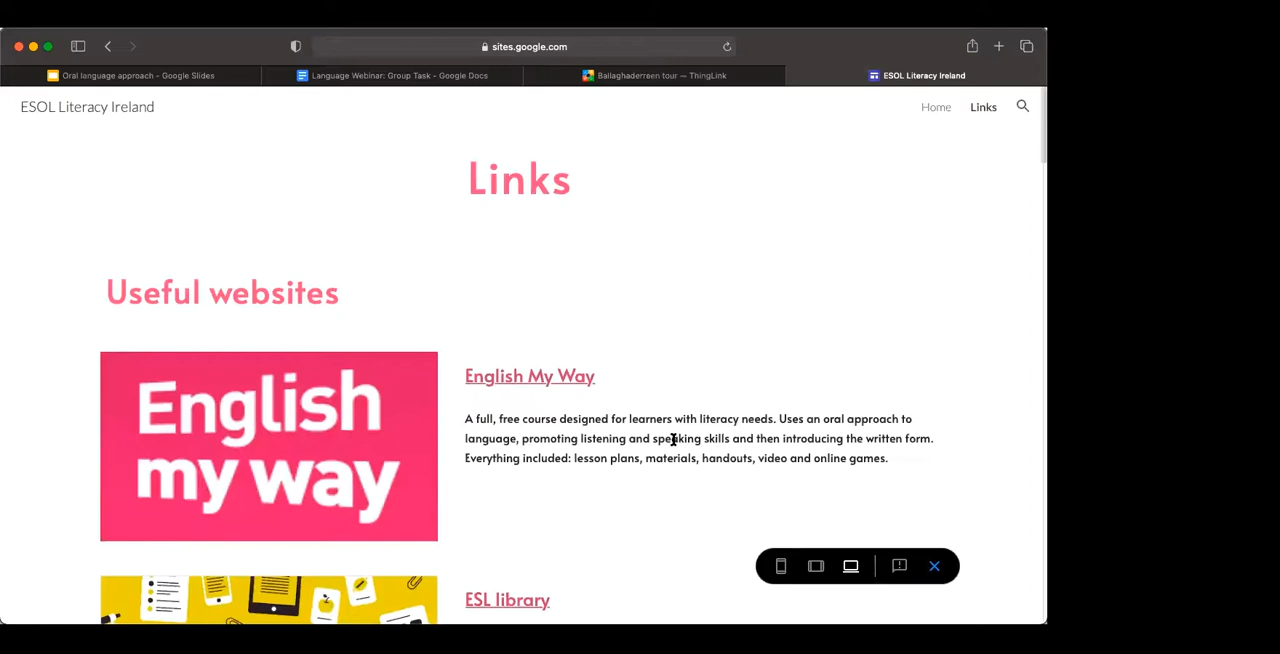 sites.google.com
Oral language approach - Google Slides
Language Webinar: Group Task - Google Docs
Ballaghaderreen tour — ThingLink
ESOL Literacy Ireland
ESOL Literacy Ireland
Home
Links
Links
Useful websites
English
my way
English My Way
A full, free course designed for learners with literacy needs. Uses an oral approach to
language, promoting listening and speaking skills and then introducing the written form.
Everything included: lesson plans, materials, handouts, video and online games.
ESL library